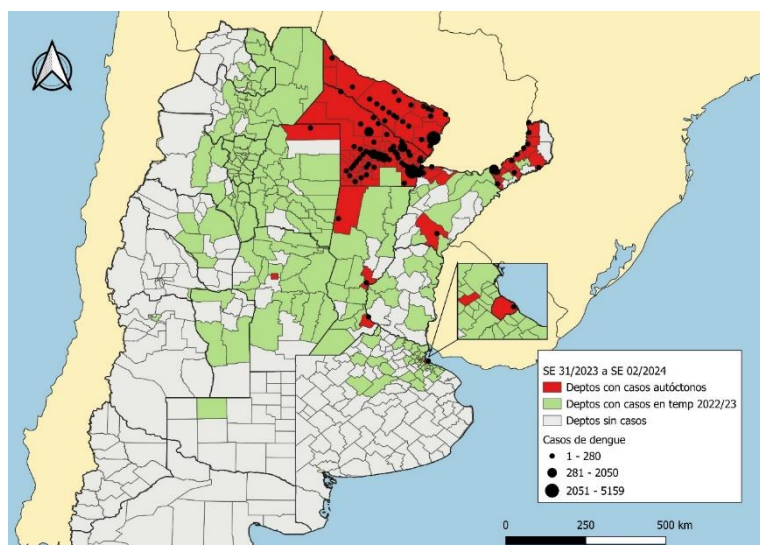 SE 31/2023 a SE 02/2024
Deptos con casos autóctonos
Deptos con casos en temp 2022/23
Deptos sin casos
Casos de dengue
1 - 280
281 - 2050
2051 - 5159
0 250 500 km